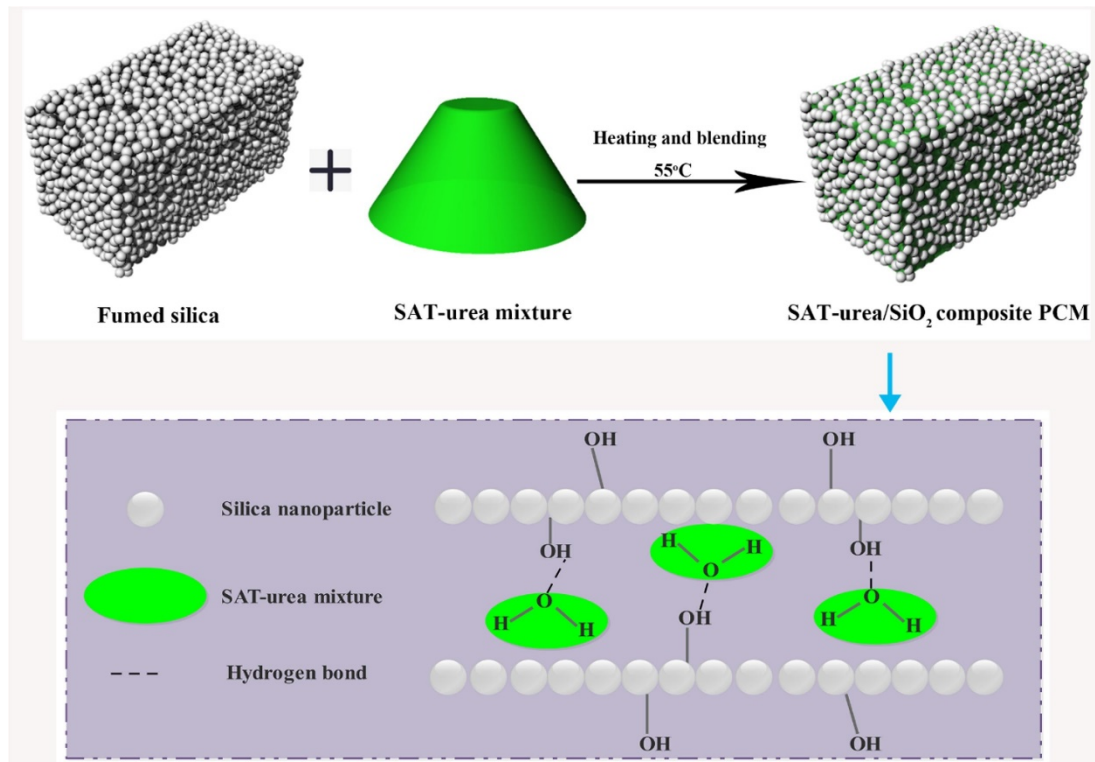 Heating and blending
55°C
Fumed silica
SAT-urea mixture
SAT-urea/SiO₂ composite PCM
OH
OH
Silica nanoparticle
OH
H
H
OH
O
SAT-urea mixture
O
H
H
OH
O
H
H
Hydrogen bond
OH
OH